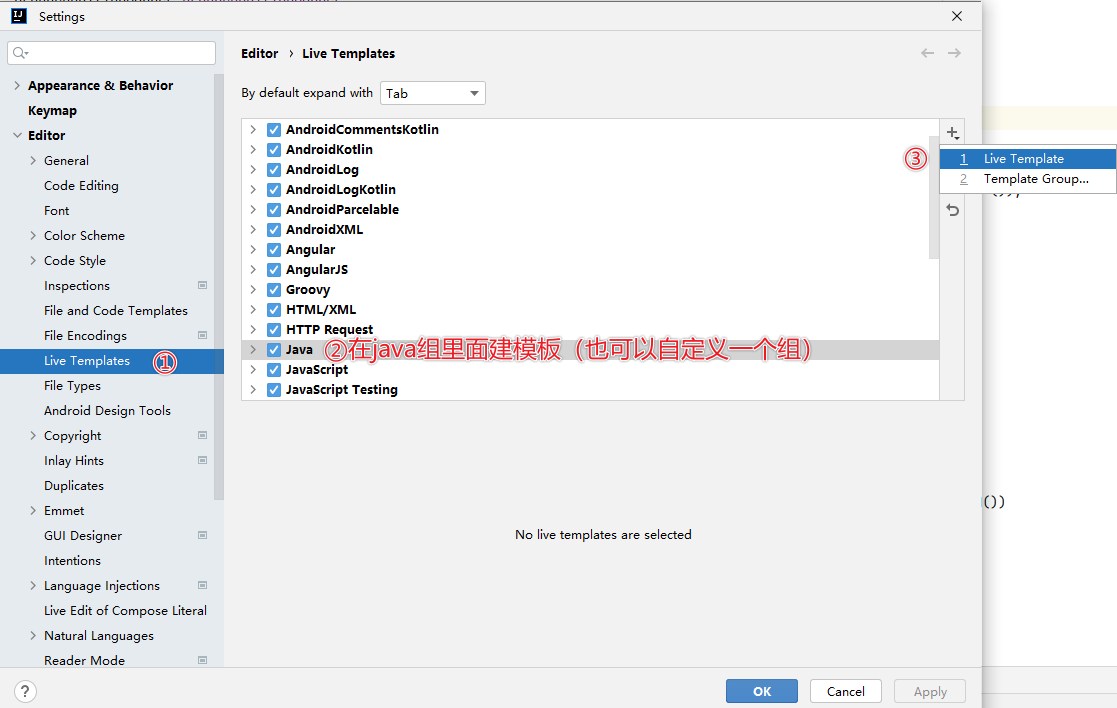 Settings
Appearance & Behavior
Keymap
Editor
General
Code Editing
Font
Color Scheme
Code Style
Inspections
File and Code Templates
File Encodings
Live Templates ①
File Types
Android Design Tools
Copyright
Inlay Hints
Duplicates
Emmet
GUI Designer
Intentions
Language Injections
Live Edit of Compose Literal
Natural Languages
Reader Mode
Editor › Live Templates
By default expand with Tab
AndroidCommentsKotlin
AndroidKotlin
AndroidLog
AndroidLogKotlin
AndroidParcelable
AndroidXML
Angular
AngularJS
Groovy
HTML/XML
HTTP Request
Java ②在java组里面建模板（也可以自定义一个组）
JavaScript
JavaScript Testing
③
1 Live Template
2 Template Group...
())
No live templates are selected
?
OK
Cancel
Apply